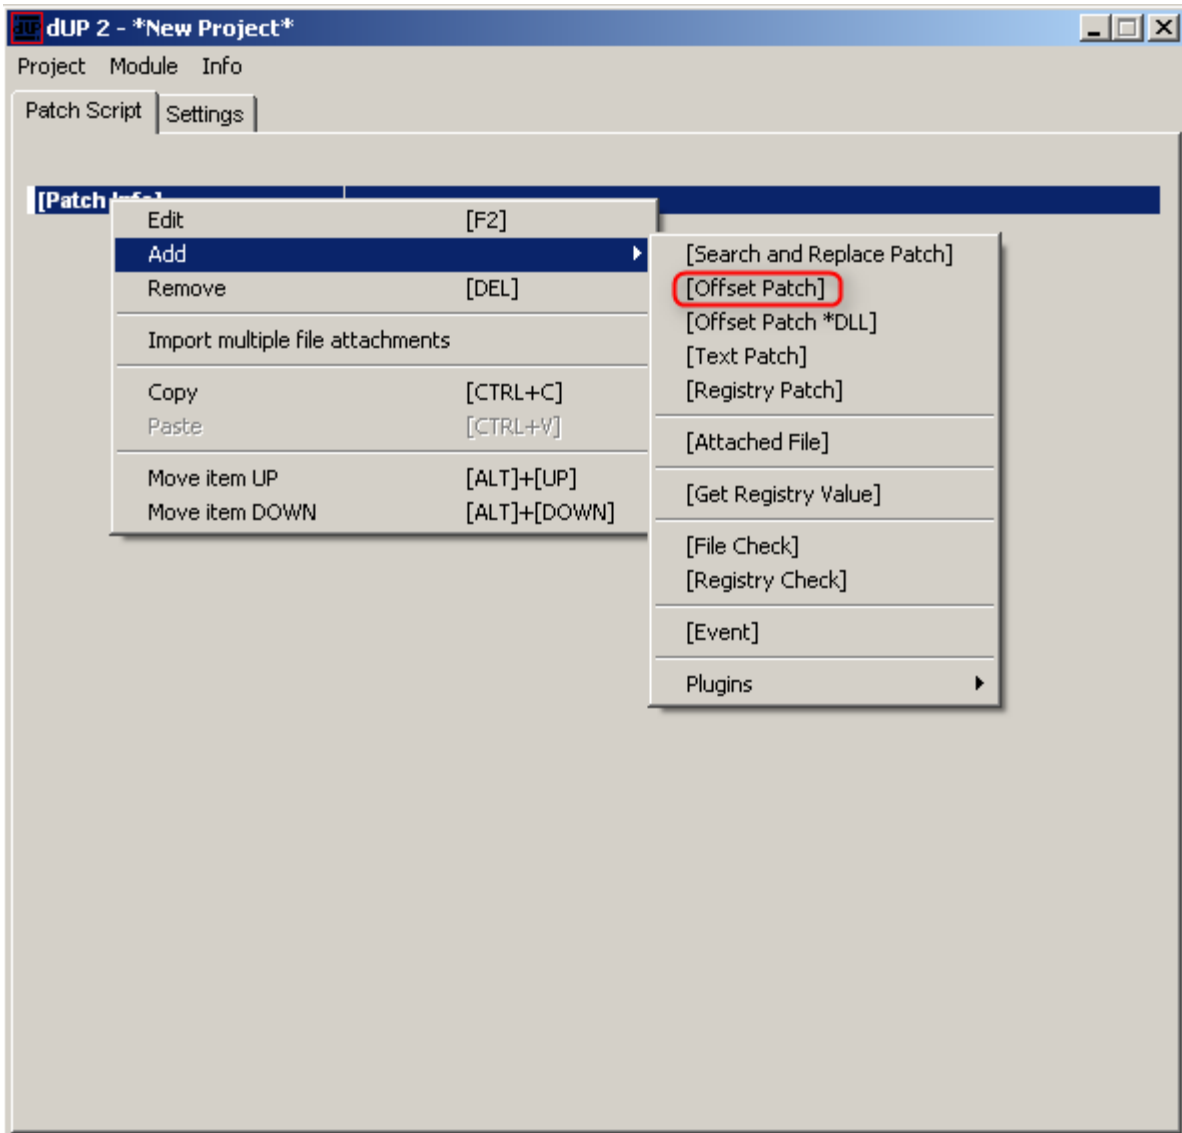 dUP 2 - *New Project*
Project Module Info
Patch Script Settings
[Patch Info]
Edit [F2]
Add
Remove [DEL]
Import multiple file attachments
Copy [CTRL+C]
Paste [CTRL+V]
Move item UP [ALT]+[UP]
Move item DOWN [ALT]+[DOWN]
[Search and Replace Patch]
[Offset Patch]
[Offset Patch *DLL]
[Text Patch]
[Registry Patch]
[Attached File]
[Get Registry Value]
[File Check]
[Registry Check]
[Event]
Plugins